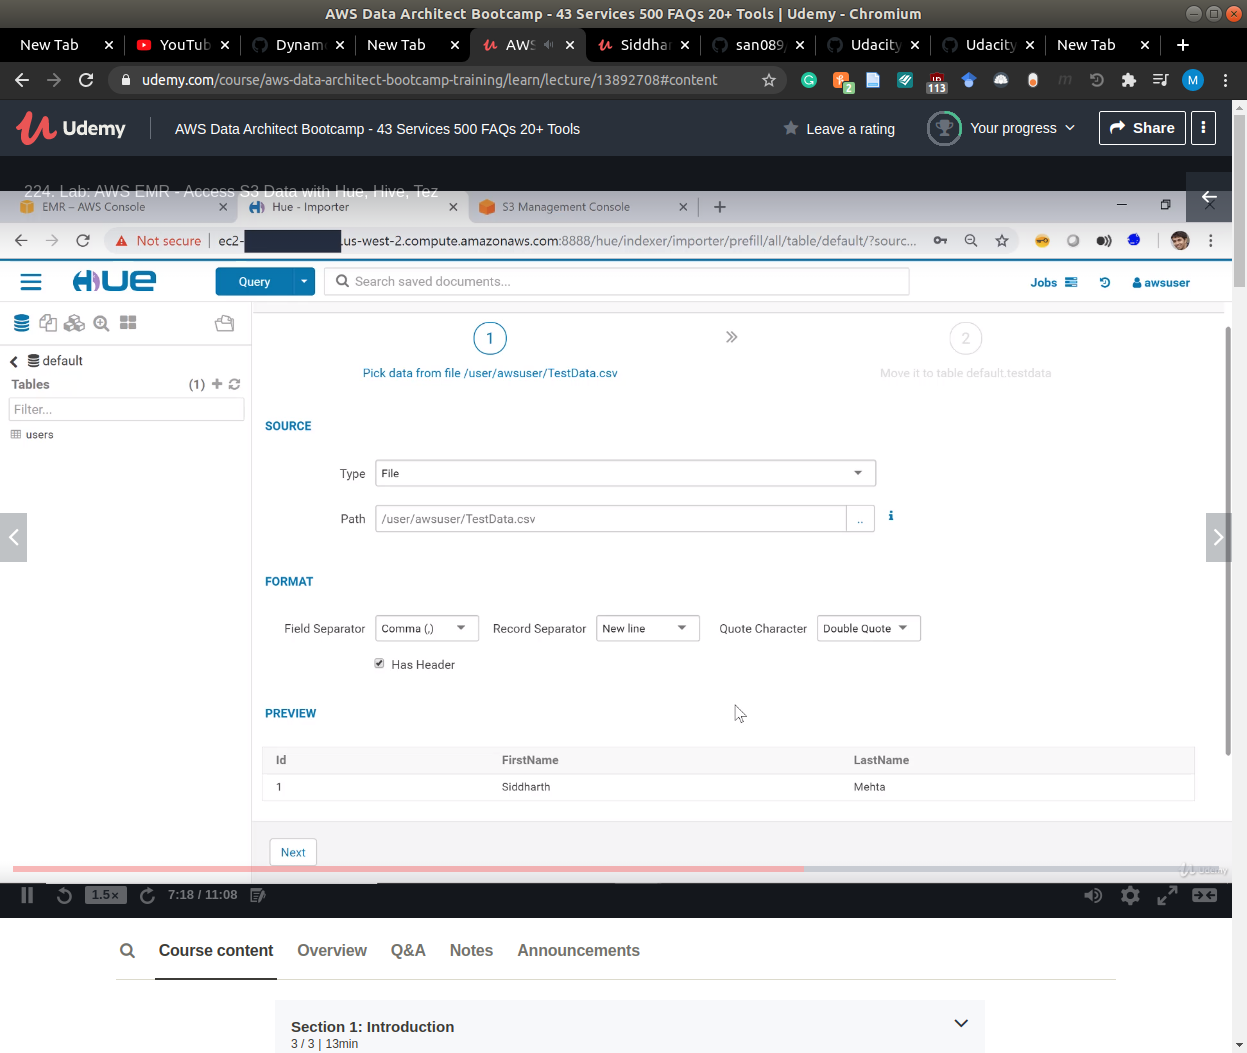 AWS Data Architect Bootcamp - 43 Services 500 FAQs 20+ Tools | Udemy - Chromium
New Tab YouTub Dynam New Tab AWS Siddhar san089 Udacity Udacity New Tab
udemy.com/course/aws-data-architect-bootcamp-training/learn/lecture/13892708#content 2 113 m M
Udemy AWS Data Architect Bootcamp - 43 Services 500 FAQs 20+ Tools Leave a rating Your progress Share
224. Lab: AWS EMR - Access S3 Data with Hue, Hive, Tez
EMR – AWS Console Hue - Importer S3 Management Console
Not secure ec2- .us-west-2.compute.amazonaws.com:8888/hue/indexer/importer/prefill/all/table/default/?sourc...
HUE Query Search saved documents... Jobs awsuser
1 2
default
Pick data from file /user/awsuser/TestData.csv Move it to table default.testdata
Tables (1)
Filter...
SOURCE
users
Type File
Path /user/awsuser/TestData.csv ..
FORMAT
Field Separator Comma (,) Record Separator New line Quote Character Double Quote
Has Header
PREVIEW
Id FirstName LastName
1 Siddharth Mehta
Next
Udemy
1.5× 7:18 / 11:08
Course content Overview Q&A Notes Announcements
Section 1: Introduction
3 / 3 | 13min